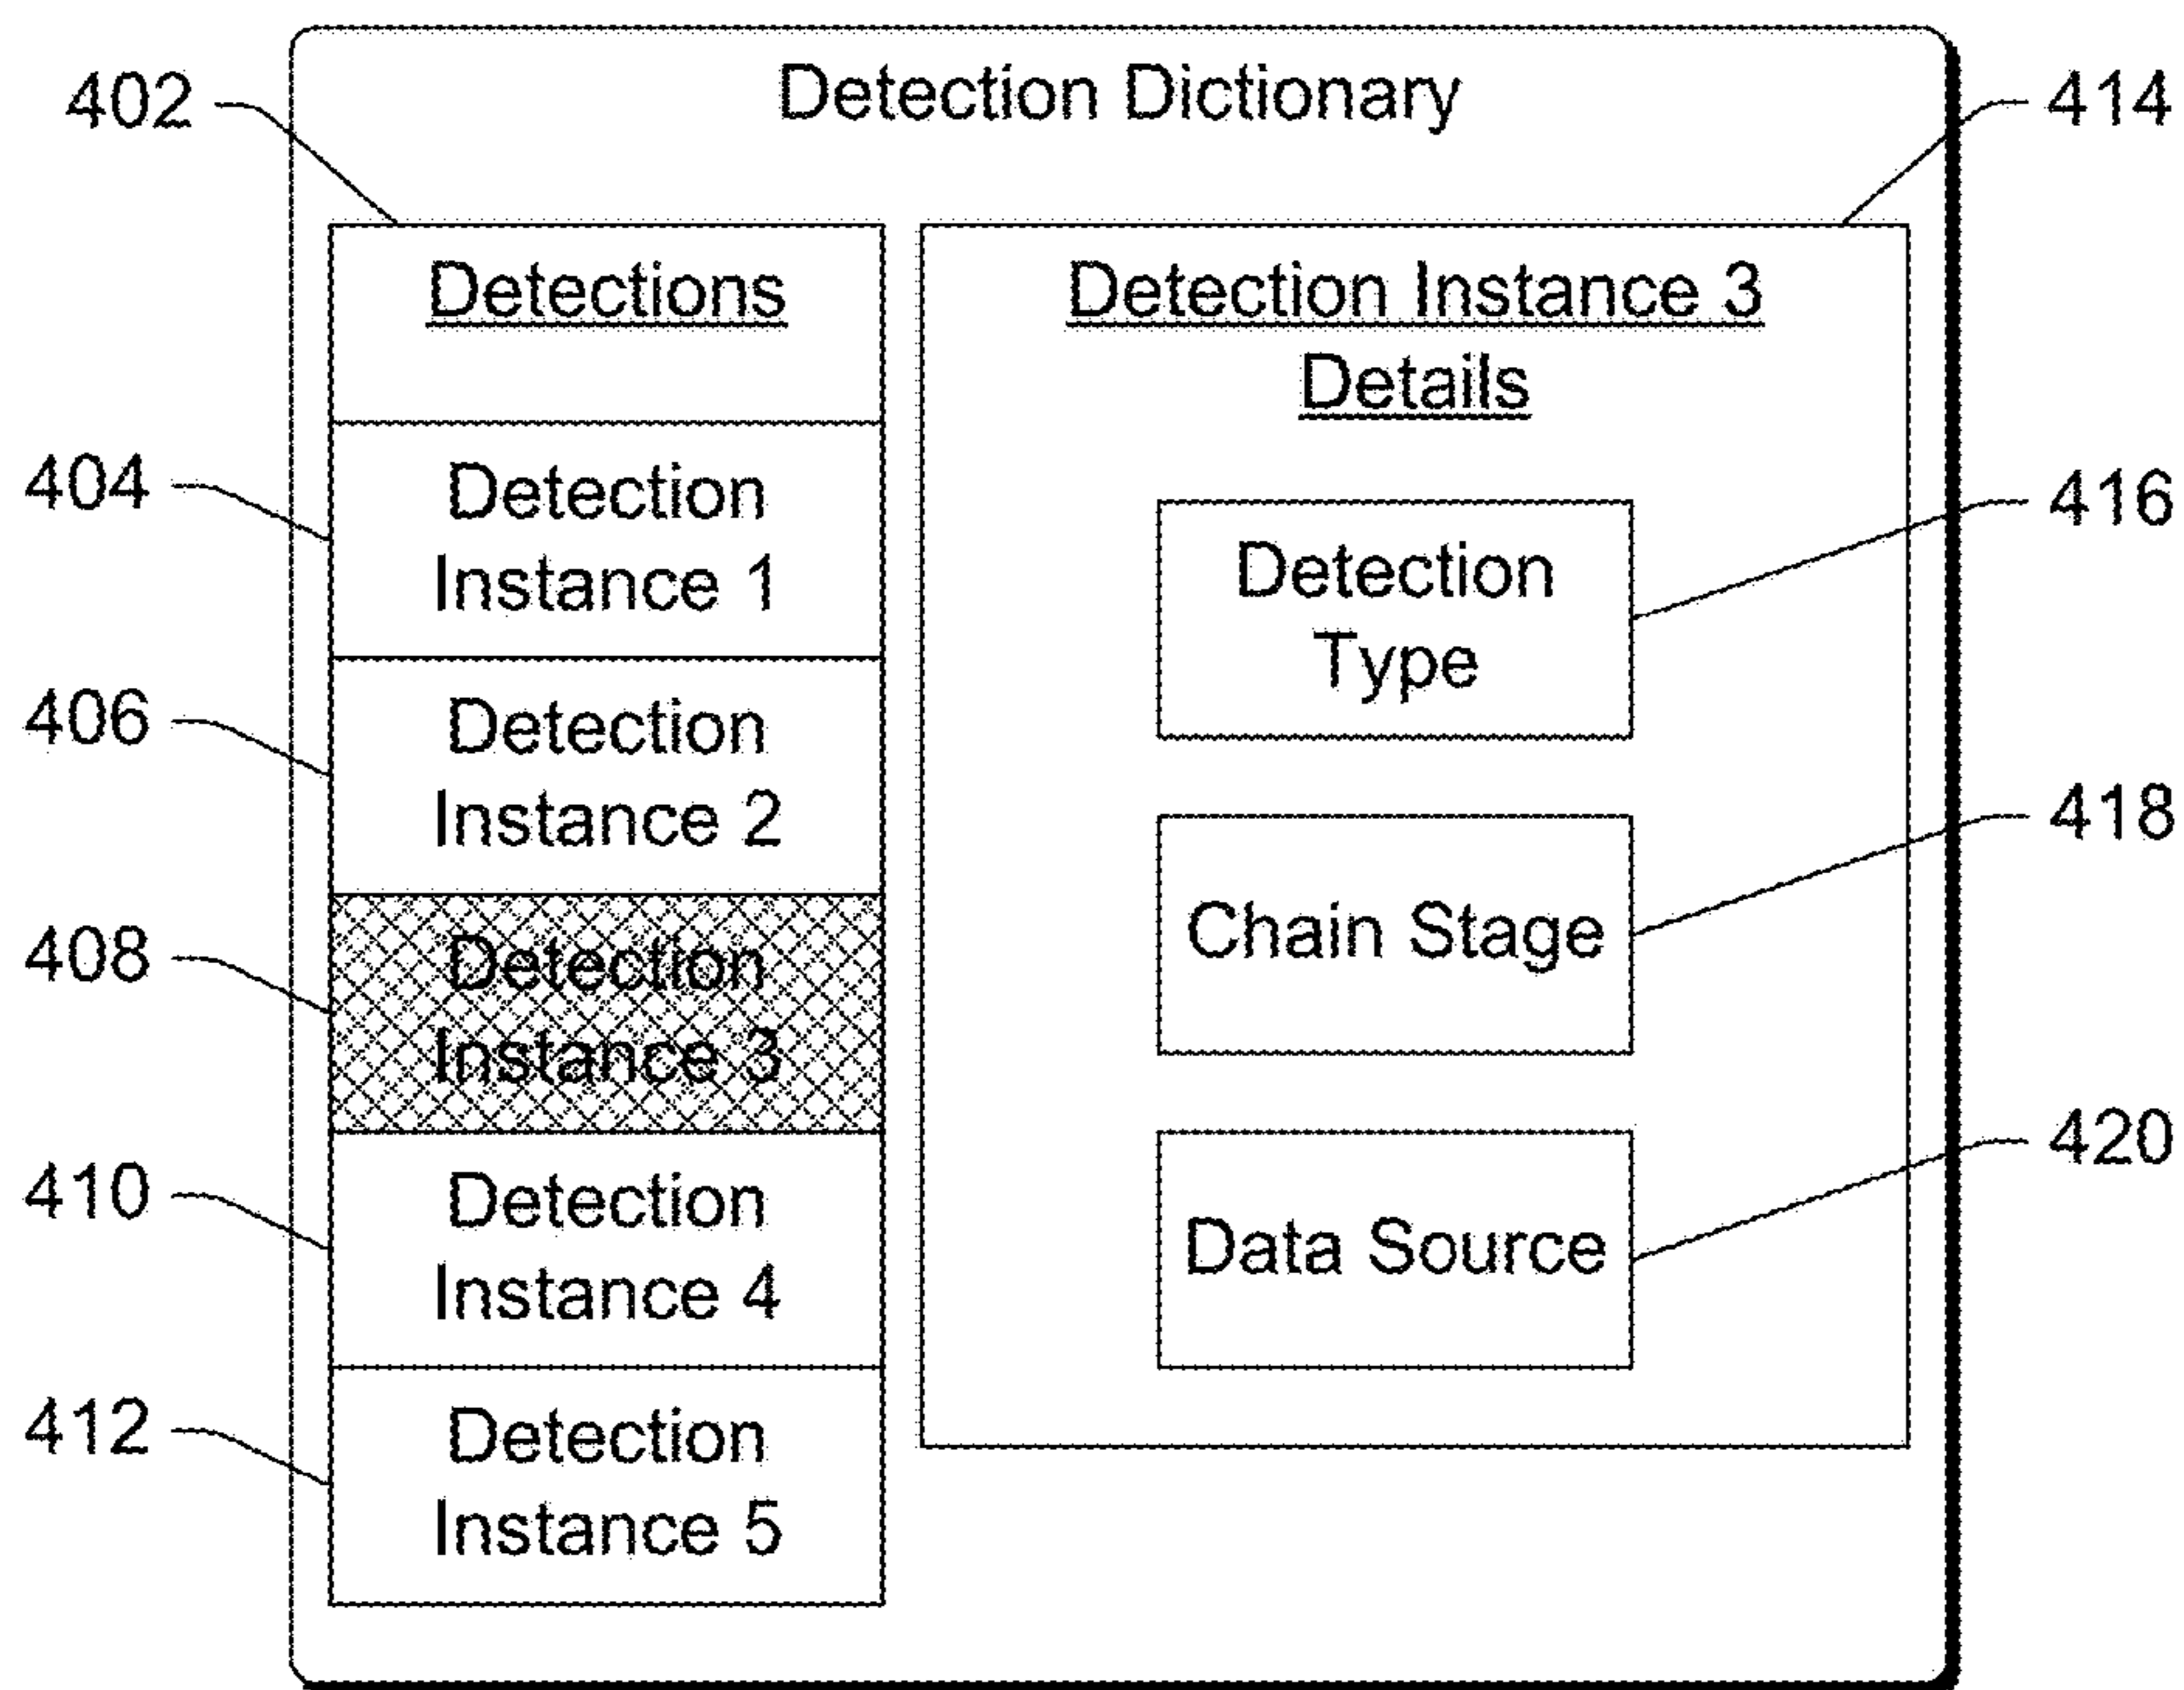 Detection Dictionary
402
414
Detections
404
Detection
Instance 1
406
Detection
Instance 2
408
Detection
Instance 3
410
Detection
Instance 4
412
Detection
Instance 5
Detection Instance 3
Details
416
Detection
Type
418
Chain Stage
420
Data Source